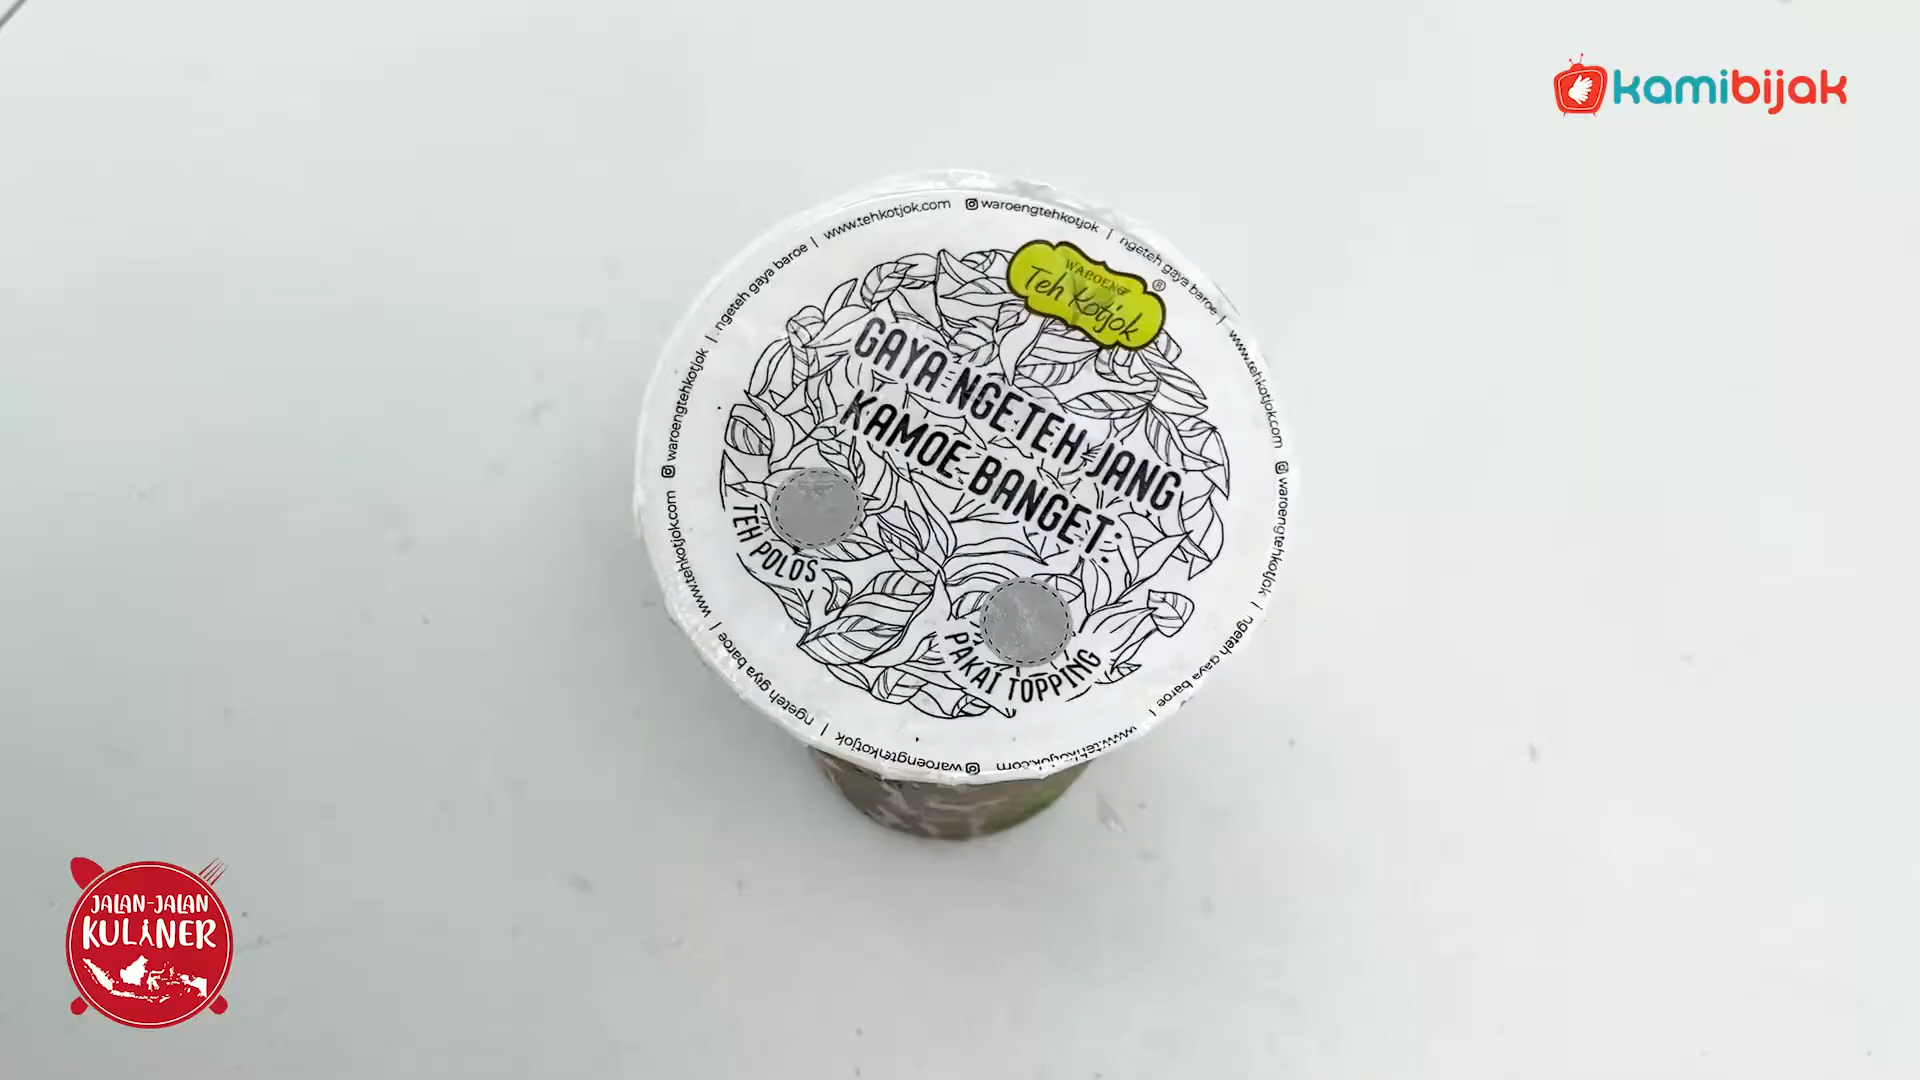 kamibijak
www.tehkotjok.com
waroengtehkotjok | ngeteh gaya baroe |
www.tehkotjok.com
waroengtehkotjok | ngeteh gaya baroe |
www.tehkotjok.com
waroengtehkotjok | ngeteh gaya baroe |
www.tehkotjok.com
waroengtehkotjok | ngeteh gaya baroe |
WAROENG
Teh Kotjok
®
GAYA NGETEH JANG
KAMOE BANGET:
TEH POLOS
PAKAI TOPPING
JALAN-JALAN
KULINER